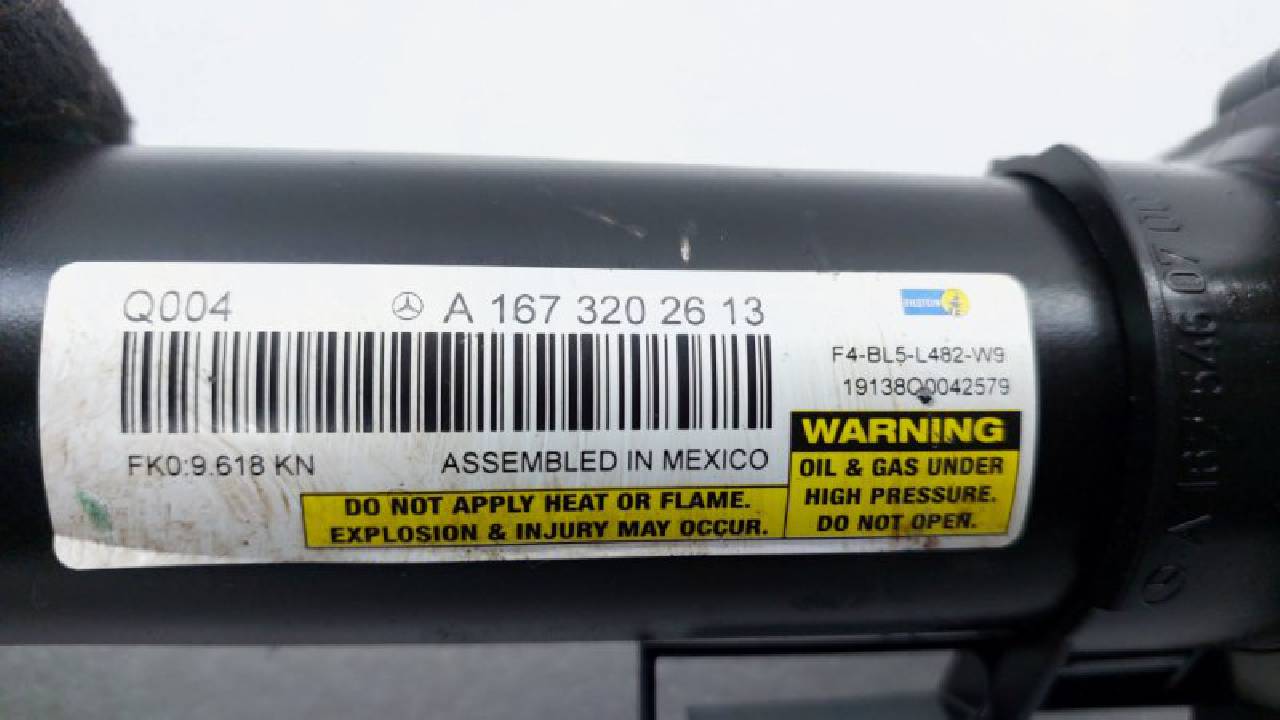 Q004 A 167 320 26 13
BILSTEIN
F4-BL5-L482-W9
19138Q0042579
FK0:9.618 KN ASSEMBLED IN MEXICO
WARNING
OIL & GAS UNDER
HIGH PRESSURE.
DO NOT OPEN.
DO NOT APPLY HEAT OR FLAME.
EXPLOSION & INJURY MAY OCCUR.